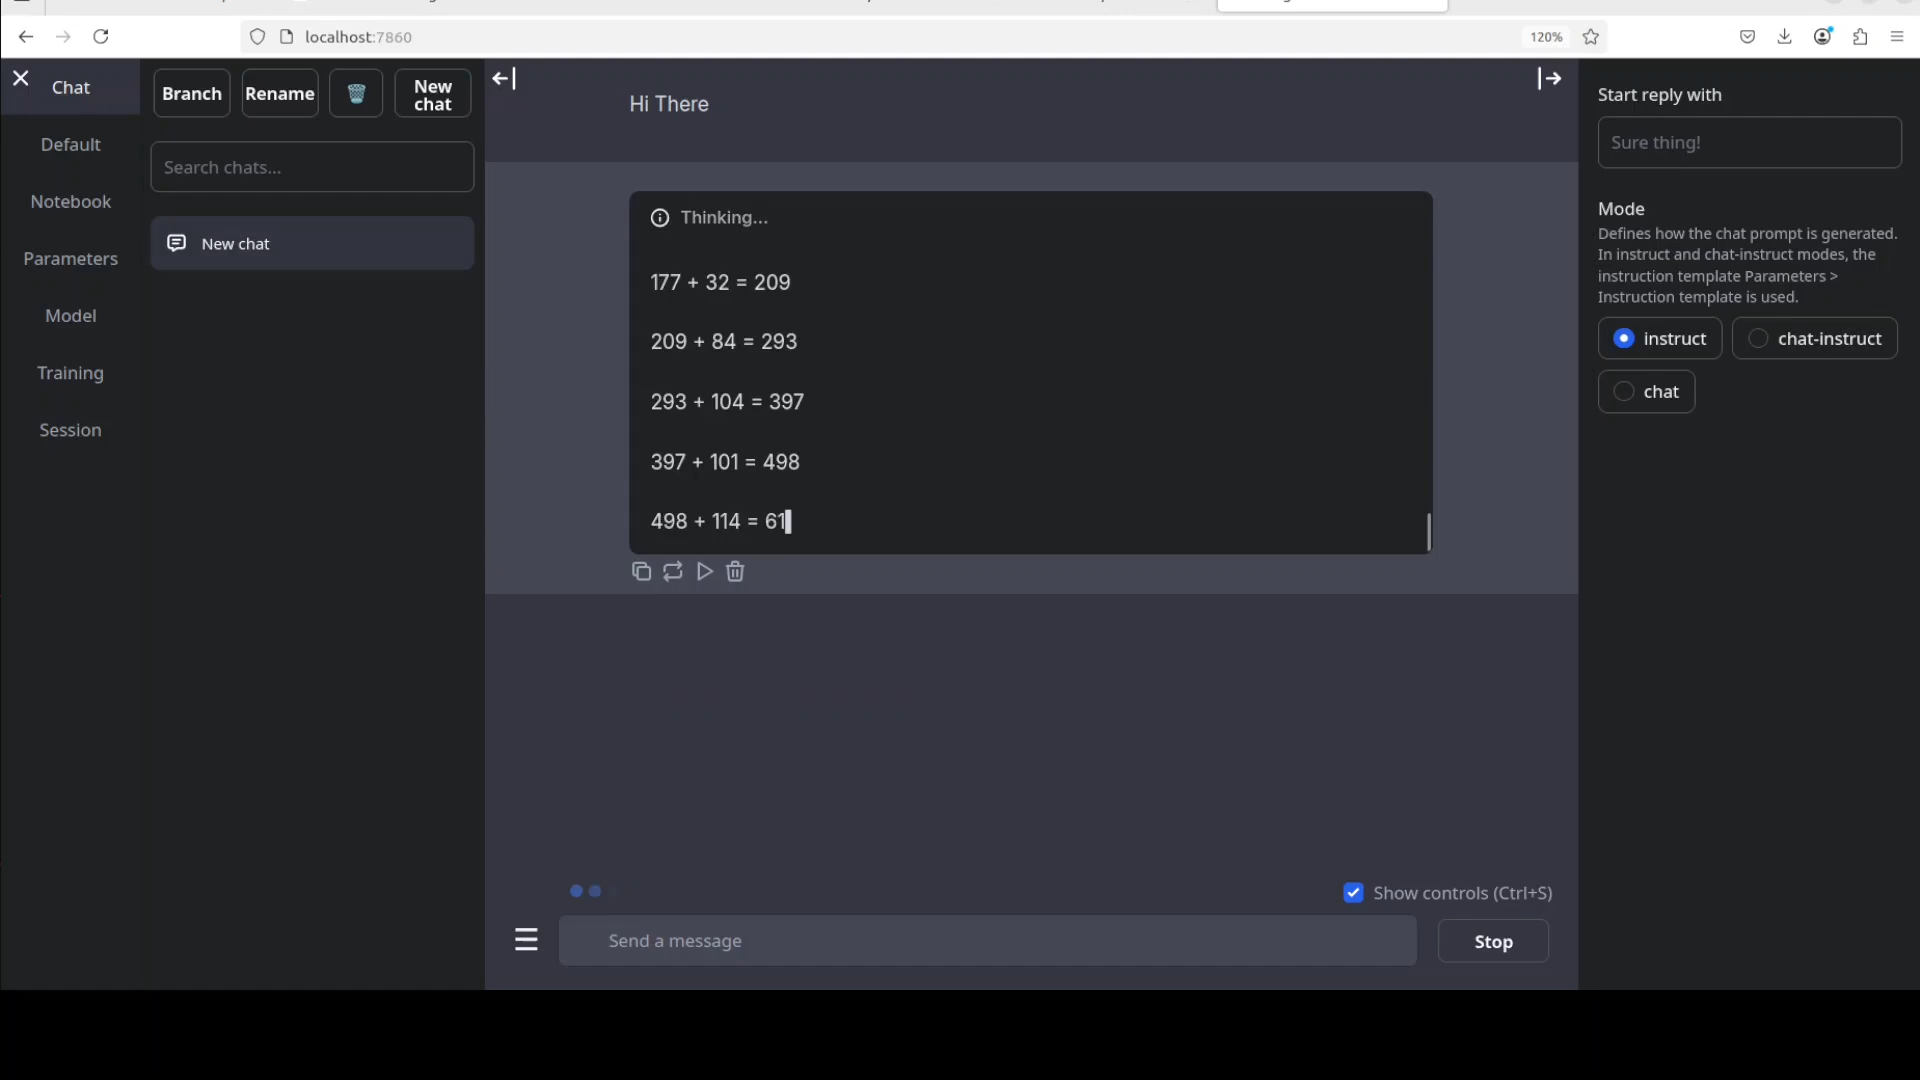 localhost:7860
120%
Chat
Default
Notebook
Parameters
Model
Training
Session
Branch
Rename
New chat
Search chats...
New chat
Hi There
Thinking...
177 + 32 = 209
209 + 84 = 293
293 + 104 = 397
397 + 101 = 498
498 + 114 = 61
Show controls (Ctrl+S)
Send a message
Stop
Start reply with
Sure thing!
Mode
Defines how the chat prompt is generated.
In instruct and chat-instruct modes, the
instruction template Parameters >
Instruction template is used.
instruct
chat-instruct
chat